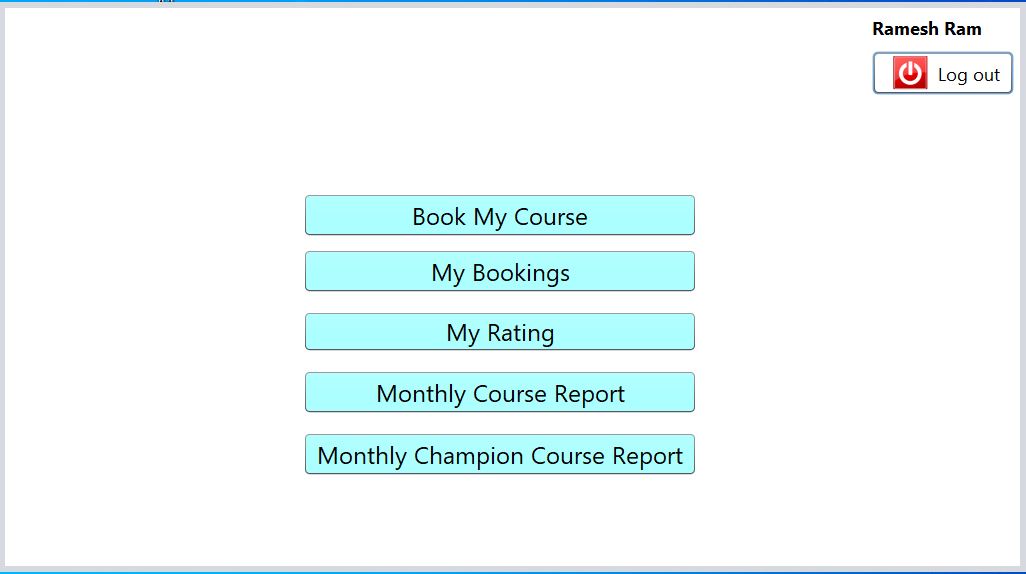 Ramesh Ram
Log out
Book My Course
My Bookings
My Rating
Monthly Course Report
Monthly Champion Course Report